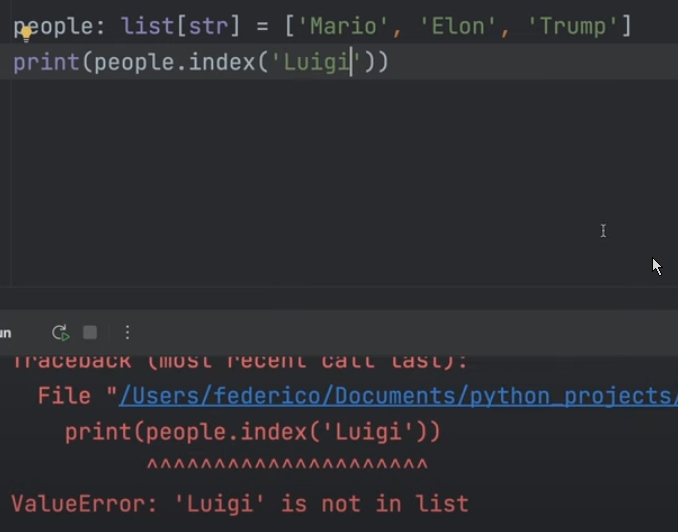 people: list[str] = ['Mario', 'Elon', 'Trump']
print(people.index('Luigi'))
un
Traceback (most recent call last):
File "/Users/federico/Documents/python_projects/
print(people.index('Luigi'))
^^^^^^^^^^^^^^^^^^^^^
ValueError: 'Luigi' is not in list